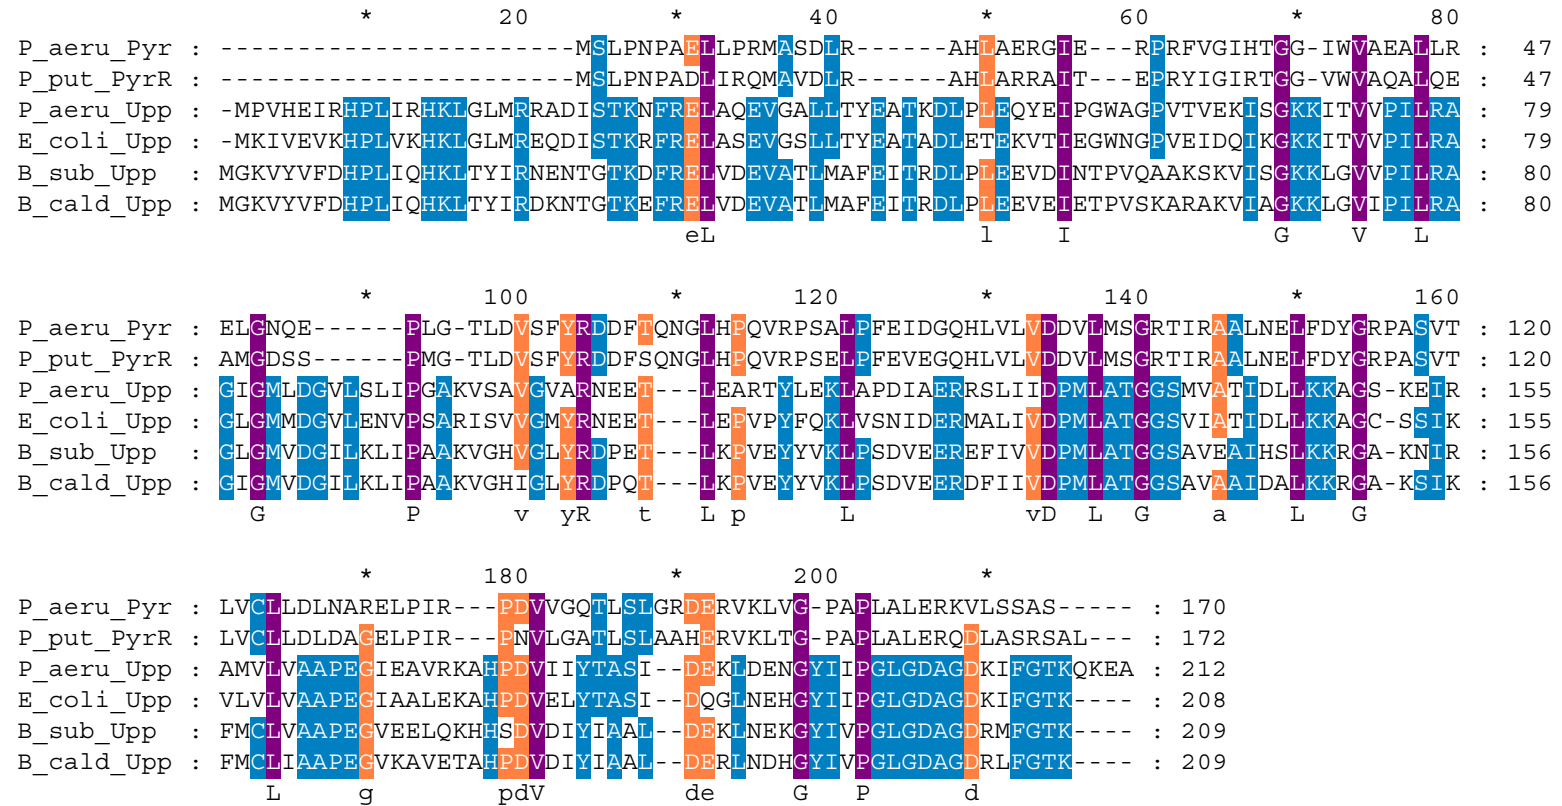 * 20 * 40 * 60 * 80
P_aeru_Pyr : -----------------------MSLPNPAELLPRMASDLR------AHLAERGIE---RPRFVGIHTGG-IWVAEALLR : 47
P_put_PyrR : -----------------------MSLPNPADLIRQMAVDLR------AHLARRAIT---EPRYIGIRTGG-VWVAQALQE : 47
P_aeru_Upp : -MPVHEIRHPLIRHKLGLMRRADISTKNFRELAQEVGALLTYEATKDLPLEQYEIPGWAGPVTVEKISGKKITVVPILRA : 79
E_coli_Upp : -MKIVEVKHPLVKHKLGLMREQDISTKRFRELASEVGSLLTYEATADLETEKVTIEGWNGPVEIDQIKGKKITVVPILRA : 79
B_sub_Upp : MGKVYVFDHPLIQHKLTYIRNENTGTKDFRELVDEVATLMAFEITRDLPLEEVDINTPVQAAKSKVISGKKLGVVPILRA : 80
B_cald_Upp : MGKVYVFDHPLIQHKLTYIRDKNTGTKEFRELVDEVATLMAFEITRDLPLEEVEIETPVSKARAKVIAGKKLGVIPILRA : 80
eL l I G V L
* 100 * 120 * 140 * 160
P_aeru_Pyr : ELGNQE------PLG-TLDVSFYRDDFTQNGLHPQVRPSALPFEIDGQHLVLVDDVLMSGRTIRAALNELFDYGRPASVT : 120
P_put_PyrR : AMGDSS------PMG-TLDVSFYRDDFSQNGLHPQVRPSELPFEVEGQHLVLVDDVLMSGRTIRAALNELFDYGRPASVT : 120
P_aeru_Upp : GIGMLDGVLSLIPGAKVSAVGVARNEET---LEARTYLEKLAPDIAERRSLIIDPMLATGGSMVATIDLLKKAGS-KEIR : 155
E_coli_Upp : GLGMMDGVLENVPSARISVVGMYRNEET---LEPVPYFQKLVSNIDERMALIVDPMLATGGSVIATIDLLKKAGC-SSIK : 155
B_sub_Upp : GLGMVDGILKLIPAAKVGHVGLYRDPET---LKPVEYYVKLPSDVEEREFIVVDPMLATGGSAVEAIHSLKKRGA-KNIR : 156
B_cald_Upp : GIGMVDGILKLIPAAKVGHIGLYRDPQT---LKPVEYYVKLPSDVEERDFIIVDPMLATGGSAVAAIDALKKRGA-KSIK : 156
G P v yR t L p L vD L G a L G
* 180 * 200 *
P_aeru_Pyr : LVCLLDLNARELPIR---PDVVGQTLSLGRDERVKLVG-PAPLALERKVLSSAS----- : 170
P_put_PyrR : LVCLLDLDAGELPIR---PNVLGATLSLAAHERVKLTG-PAPLALERQDLASRSAL--- : 172
P_aeru_Upp : AMVLVAAPEGIEAVRKAHPDVIIYTASI--DEKLDENGYIIPGLGDAGDKIFGTKQKEA : 212
E_coli_Upp : VLVLVAAPEGIAALEKAHPDVELYTASI--DQGLNEHGYIIPGLGDAGDKIFGTK---- : 208
B_sub_Upp : FMCLVAAPEGVEELQKHHSDVDIYIAAL--DEKLNEKGYIVPGLGDAGDRMFGTK---- : 209
B_cald_Upp : FMCLIAAPEGVKAVETAHPDVDIYIAAL--DERLNDHGYIVPGLGDAGDRLFGTK---- : 209
L g pdV de G P d